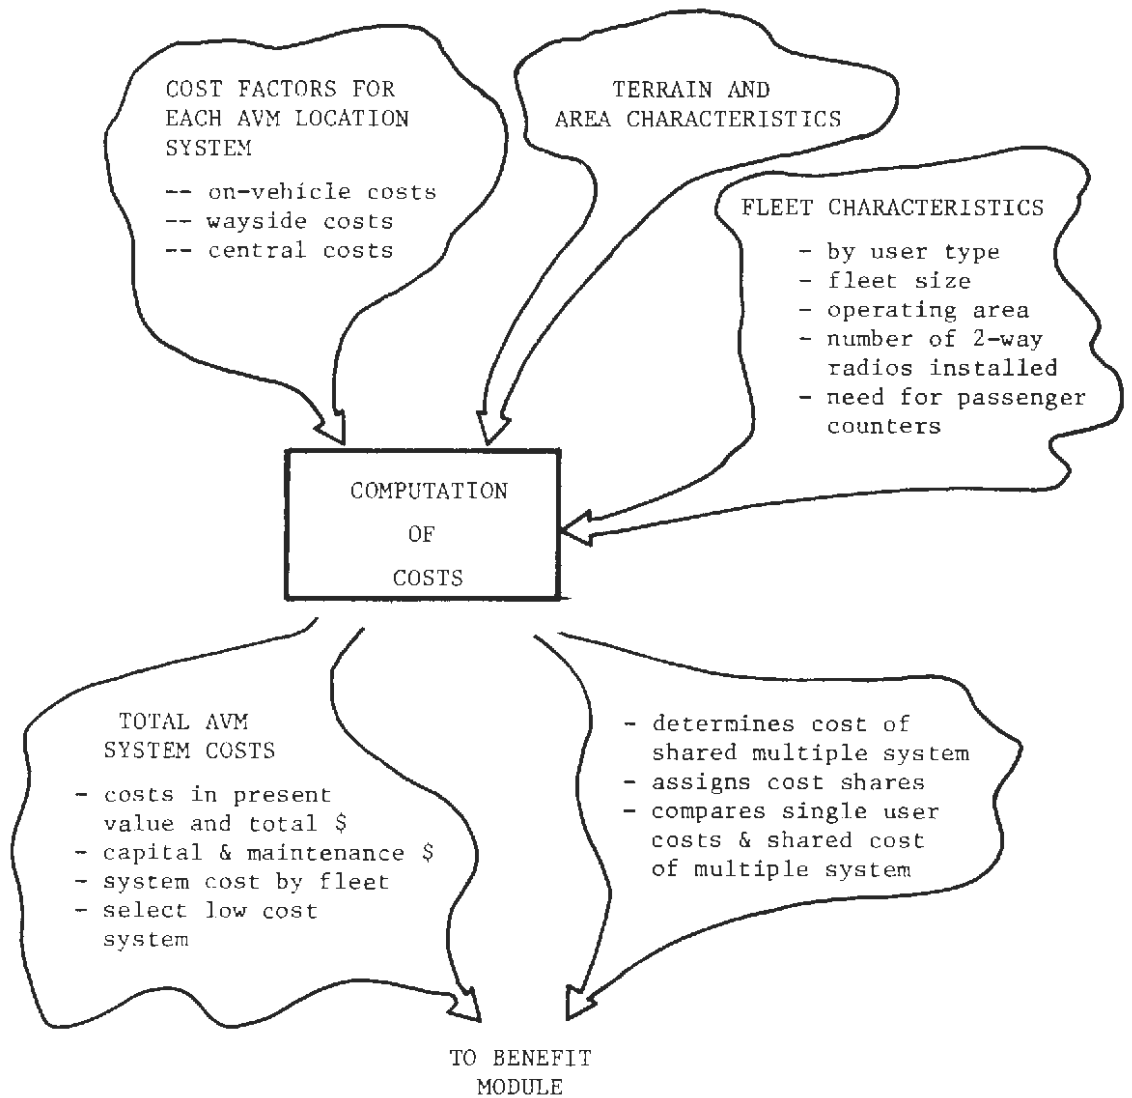 COST FACTORS FOR
EACH AVM LOCATION
SYSTEM
-- on-vehicle costs
-- wayside costs
-- central costs
TERRAIN AND
AREA CHARACTERISTICS
FLEET CHARACTERISTICS
- by user type
- fleet size
- operating area
- number of 2-way
radios installed
- need for passenger
counters
COMPUTATION
OF
COSTS
TOTAL AVM
SYSTEM COSTS
- costs in present
value and total $
- capital & maintenance $
- system cost by fleet
- select low cost
system
- determines cost of
shared multiple system
- assigns cost shares
- compares single user
costs & shared cost
of multiple system
TO BENEFIT
MODULE